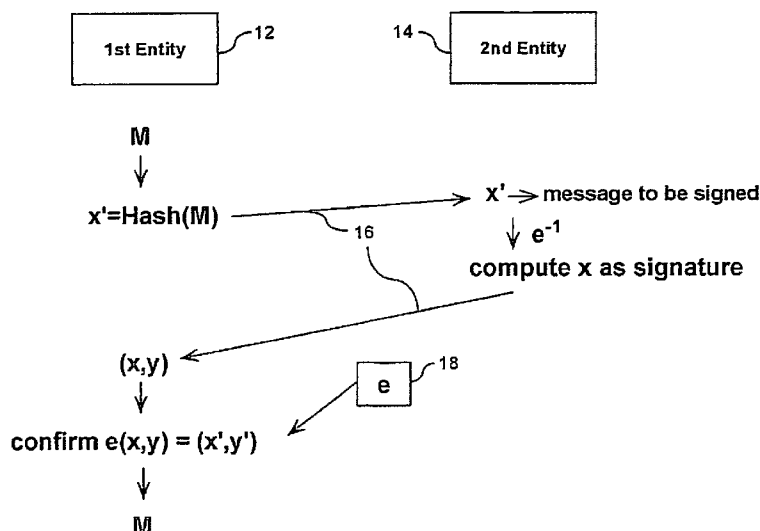 1st Entity
12
14
2nd Entity
M
x'=Hash(M)
x' → message to be signed
16
e⁻¹
compute x as signature
(x,y)
e
18
confirm e(x,y) = (x',y')
M